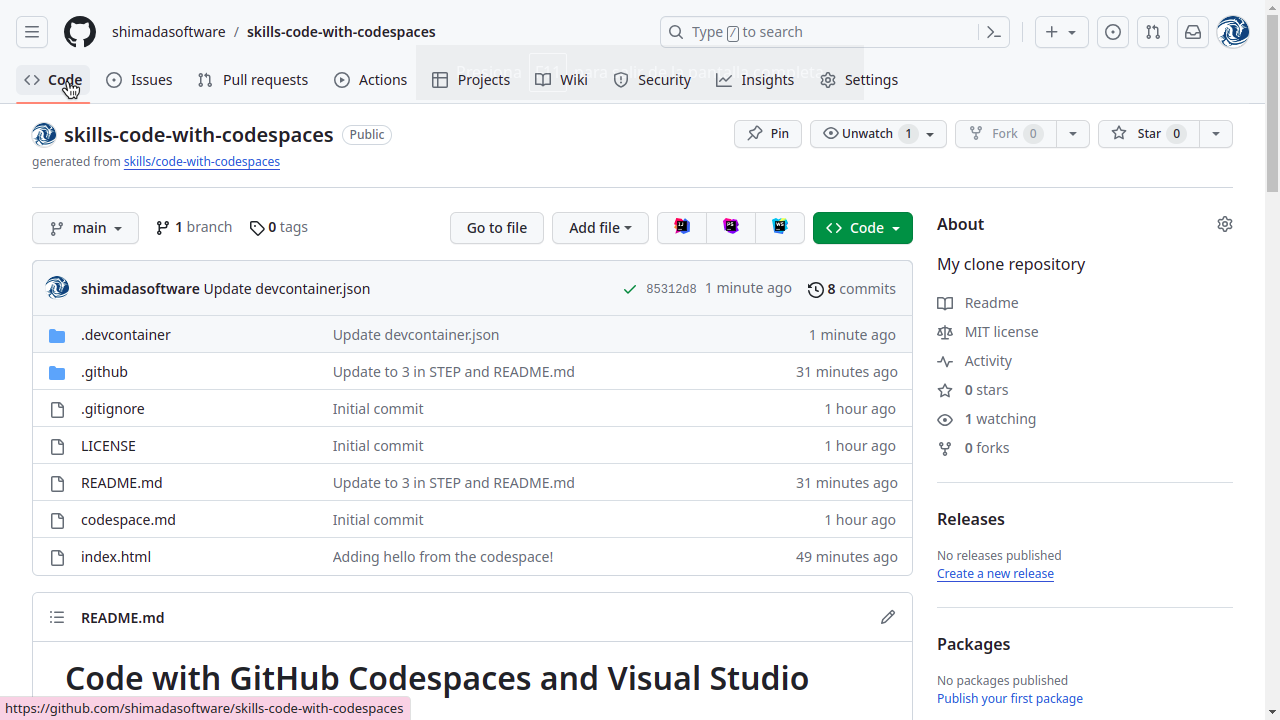 shimadasoftware / skills-code-with-codespaces
Type / to search
Code
Issues
Pull requests
Actions
Projects
Wiki
Security
Insights
Settings
skills-code-with-codespaces Public
Pin
Unwatch 1
Fork 0
Star 0
generated from skills/code-with-codespaces
main
1 branch
0 tags
Go to file
Add file
Code
shimadasoftware Update devcontainer.json
85312d8 1 minute ago
8 commits
.devcontainer Update devcontainer.json 1 minute ago
.github Update to 3 in STEP and README.md 31 minutes ago
.gitignore Initial commit 1 hour ago
LICENSE Initial commit 1 hour ago
README.md Update to 3 in STEP and README.md 31 minutes ago
codespace.md Initial commit 1 hour ago
index.html Adding hello from the codespace! 49 minutes ago
README.md
Code with GitHub Codespaces and Visual Studio
About
My clone repository
Readme
MIT license
Activity
0 stars
1 watching
0 forks
Releases
No releases published
Create a new release
Packages
No packages published
Publish your first package
https://github.com/shimadasoftware/skills-code-with-codespaces